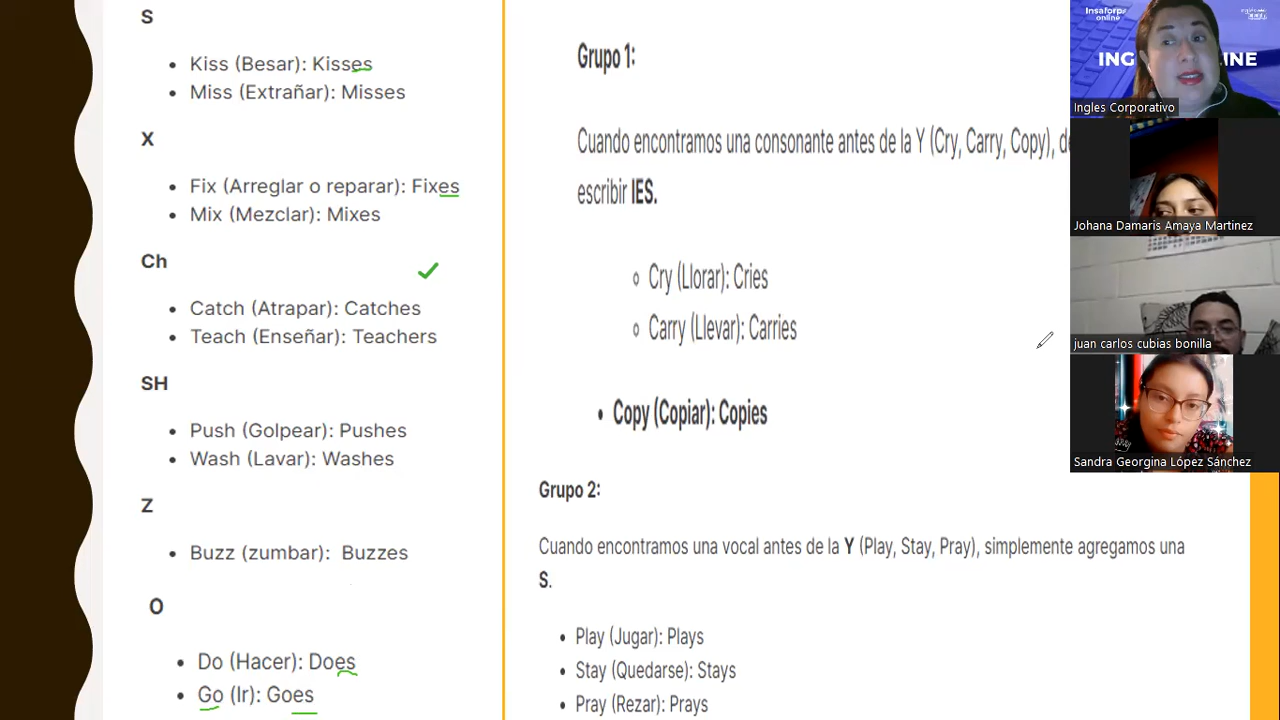 S
Kiss (Besar): Kisses
Miss (Extrañar): Misses
X
Fix (Arreglar o reparar): Fixes
Mix (Mezclar): Mixes
Ch
Catch (Atrapar): Catches
Teach (Enseñar): Teachers
SH
Push (Golpear): Pushes
Wash (Lavar): Washes
Z
Buzz (zumbar): Buzzes
O
Do (Hacer): Does
Go (Ir): Goes
Grupo 1:
Cuando encontramos una consonante antes de la Y (Cry, Carry, Copy),
escribir IES.
Cry (Llorar): Cries
Carry (Llevar): Carries
Copy (Copiar): Copies
Grupo 2:
Cuando encontramos una vocal antes de la Y (Play, Stay, Pray), simplemente agregamos una
S.
Play (Jugar): Plays
Stay (Quedarse): Stays
Pray (Rezar): Prays
Insaforp
online
ING LINE
Ingles Corporativo
Johana Damaris Amaya Martinez
juan carlos cubias bonilla
Sandra Georgina López Sánchez